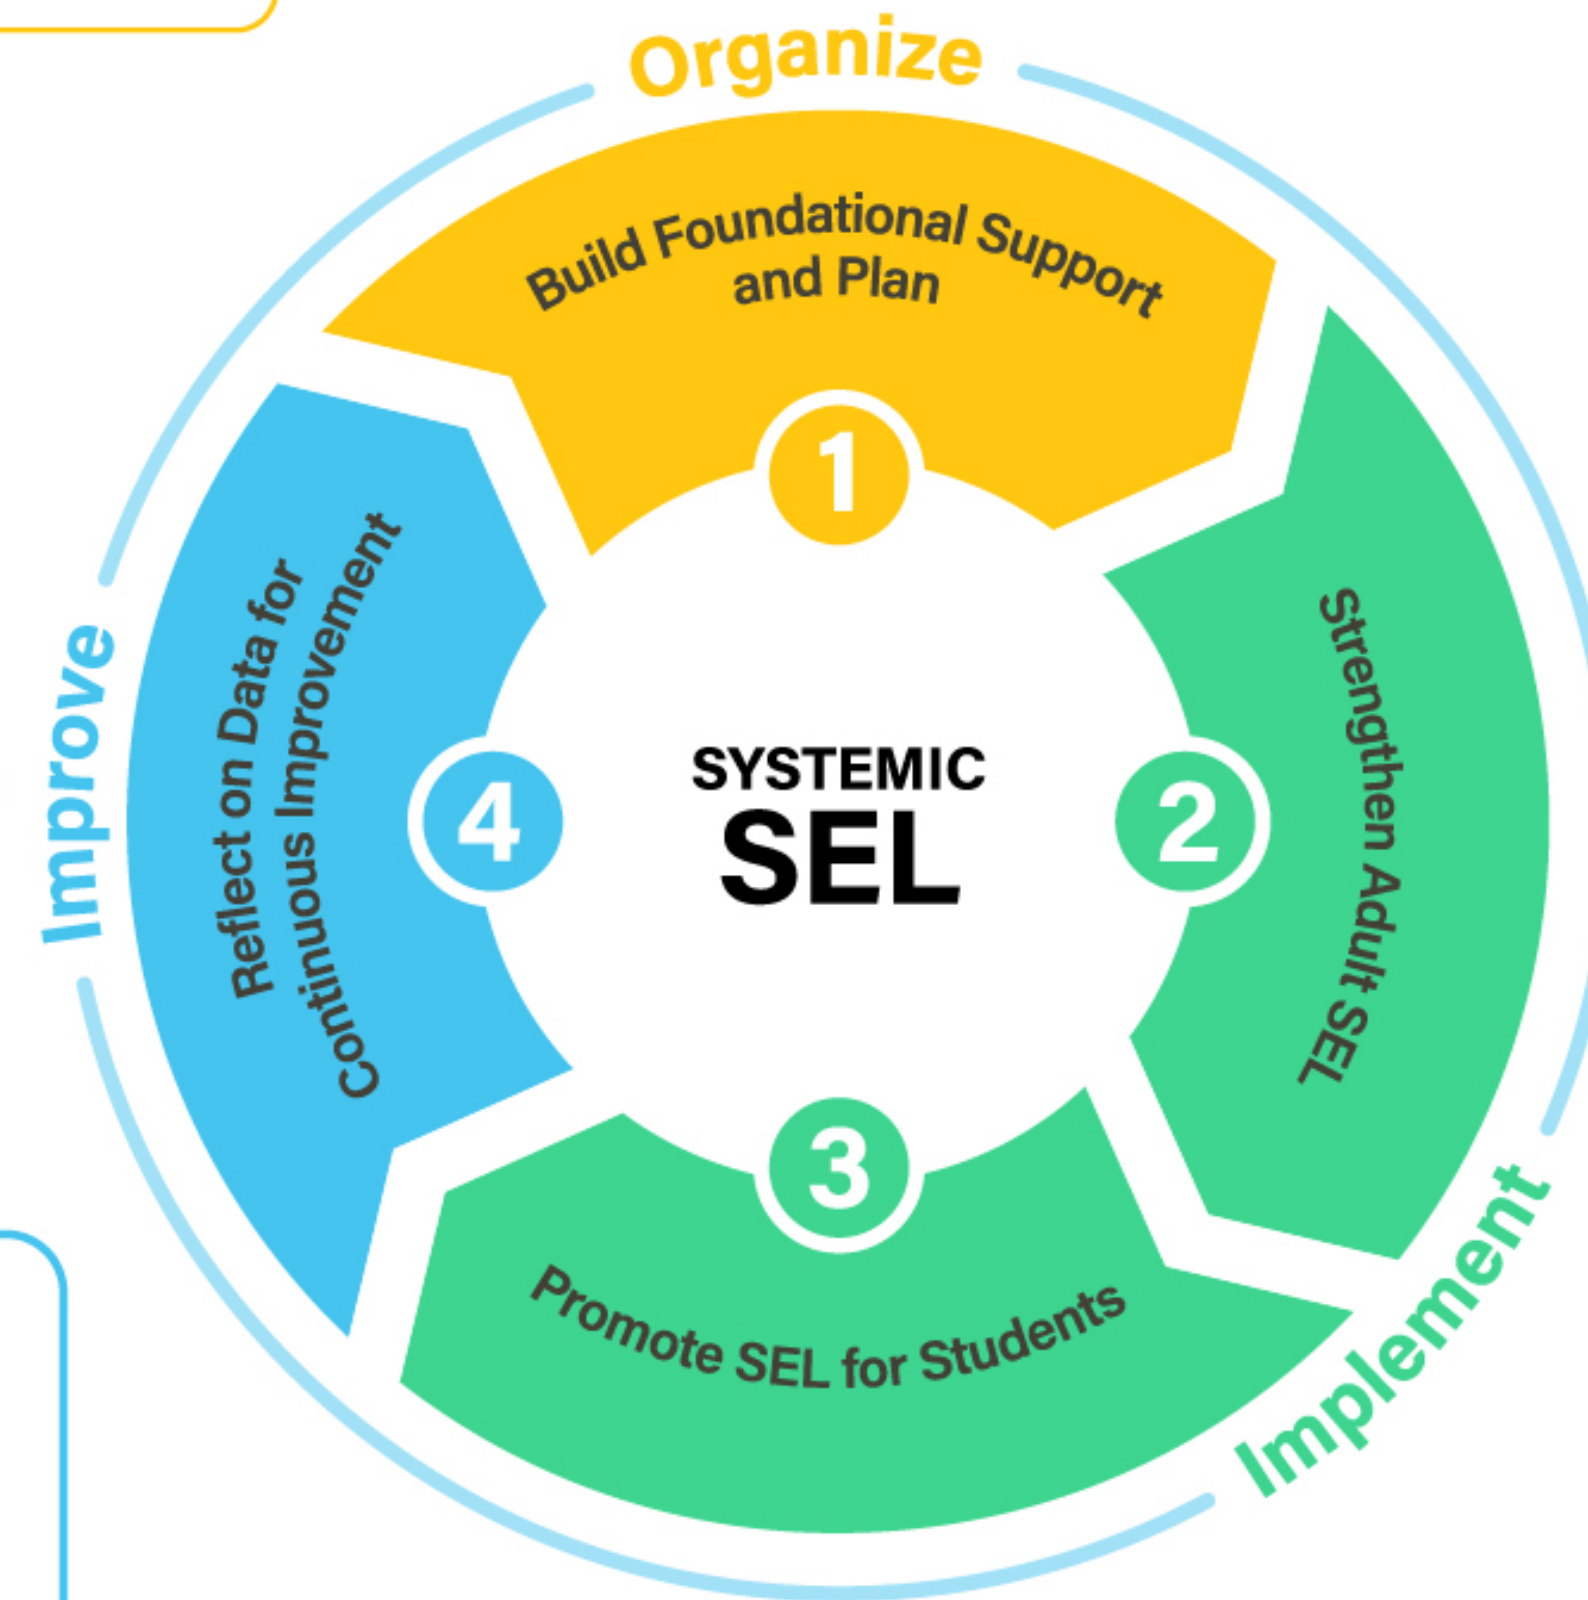 Organize
Build Foundational Support
and Plan
1
Strengthen Adult SEL
2
Implement
3
Promote SEL for Students
Improve
Reflect on Data for
Continuous Improvement
4
SYSTEMIC
SEL